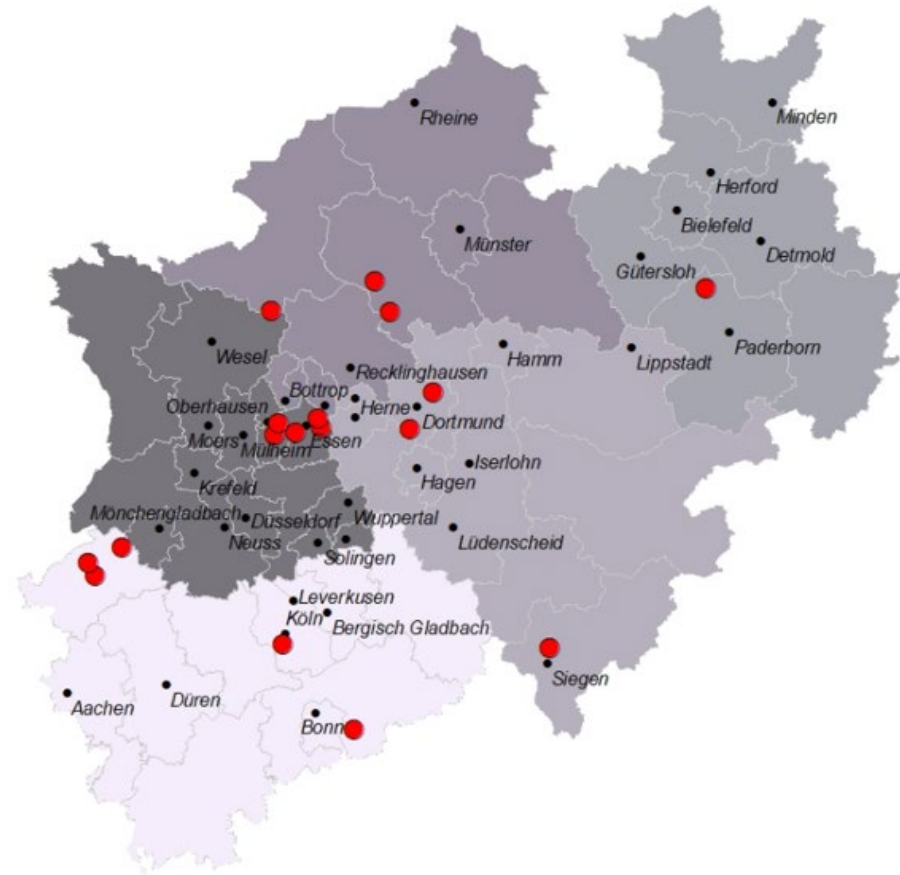 Rheine
Minden
Herford
Bielefeld
Münster
Detmold
Gütersloh
Paderborn
Wesel
Hamm
Lippstadt
Recklinghausen
Bottrop
Oberhausen
Herne
Dortmund
Moers
Mülheim
Essen
Iserlohn
Krefeld
Hagen
Mönchengladbach
Düsseldorf
Wuppertal
Neuss
Lüdenscheid
Solingen
Leverkusen
Köln
Bergisch Gladbach
Siegen
Düren
Aachen
Bonn